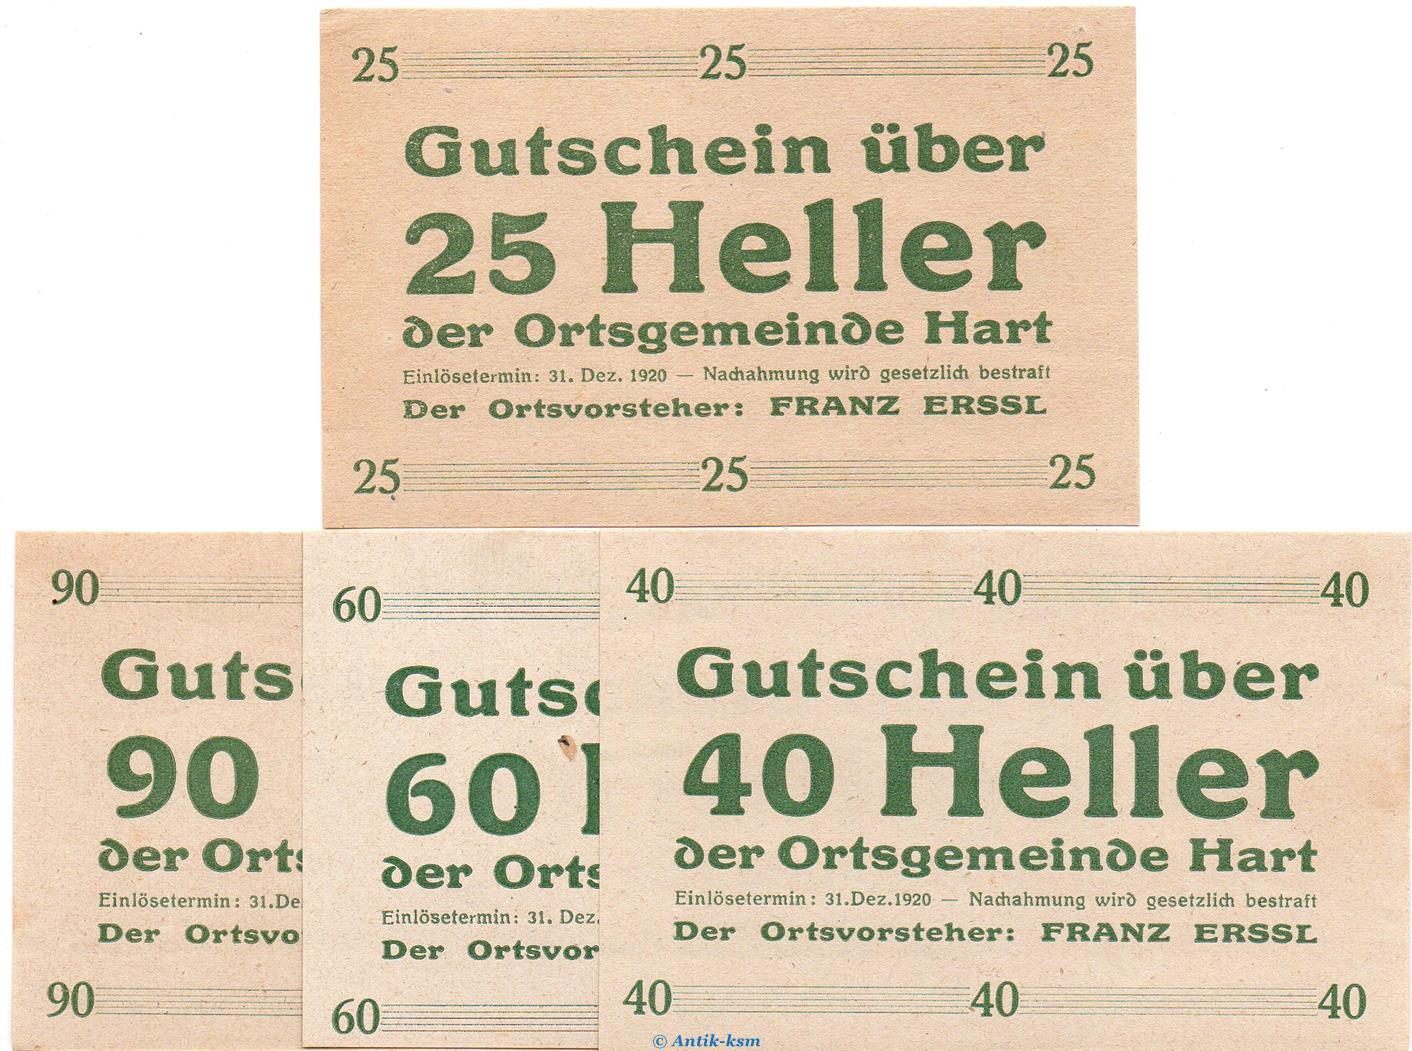 25 25 25
Gutschein über
25 Heller
der Ortsgemeinde Hart
Einlösetermin: 31. Dez. 1920 — Nachahmung wird gesetzlich bestraft
Der Ortsvorsteher: FRANZ ERSSL
25 25 25
90
Guts
90
der Orts
Einlösetermin: 31.De
Der Ortsvo
90
60
Gutsc
60
der Orts
Einlösetermin: 31. Dez.
Der Ortsvor
60
40 40 40
Gutschein über
40 Heller
der Ortsgemeinde Hart
Einlösetermin: 31.Dez.1920 — Nachahmung wird gesetzlich bestraft
Der Ortsvorsteher: FRANZ ERSSL
40 40 40
© Antik-ksm